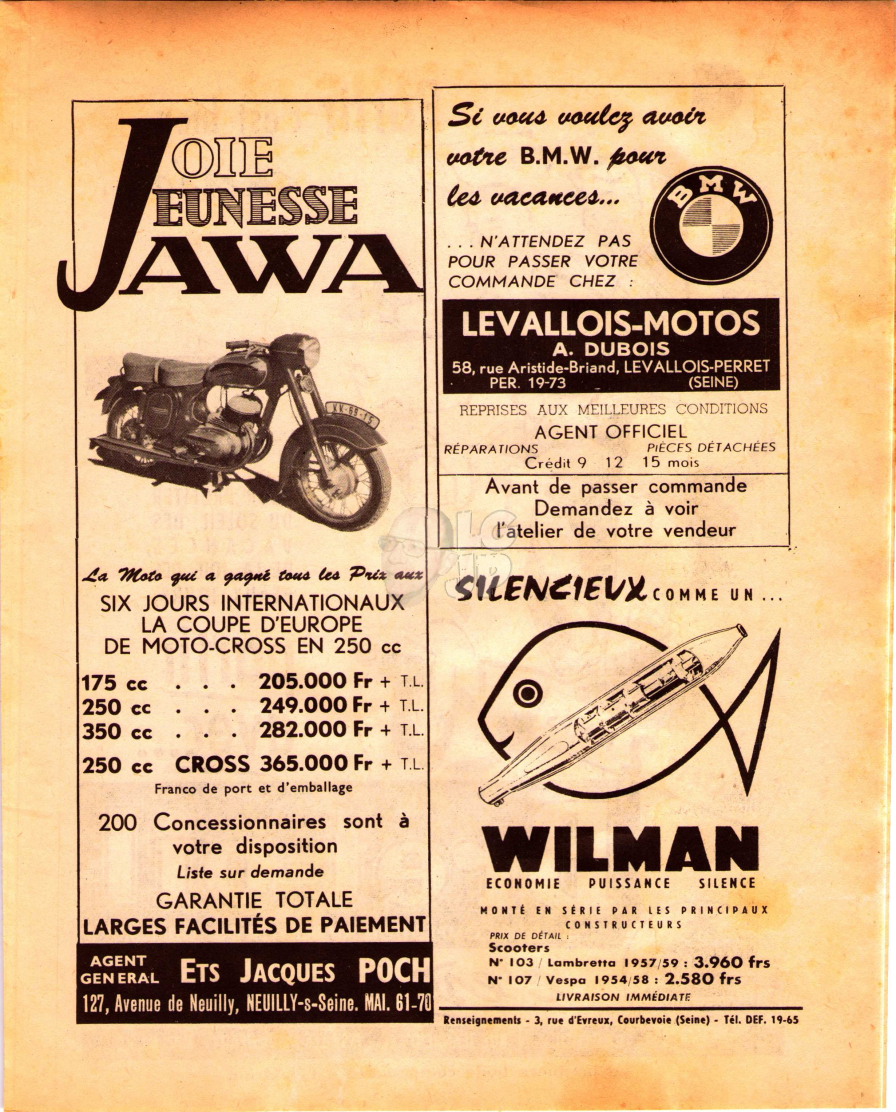 JOIE
JEUNESSE
JAWA
XK-69-15
La Moto qui a gagné tous les Prix aux
SIX JOURS INTERNATIONAUX
LA COUPE D'EUROPE
DE MOTO-CROSS EN 250 cc
175 cc . . . 205.000 Fr + T.L.
250 cc . . . 249.000 Fr + T.L.
350 cc . . . 282.000 Fr + T.L.
250 cc CROSS 365.000 Fr + T.L.
Franco de port et d'emballage
200 Concessionnaires sont à
votre disposition
Liste sur demande
GARANTIE TOTALE
LARGES FACILITÉS DE PAIEMENT
AGENT
GENERAL
ETS JACQUES POCH
127, Avenue de Neuilly, NEUILLY-s-Seine. MAI. 61-70
Si vous voulez avoir
votre B.M.W. pour
les vacances...
BMW
...N'ATTENDEZ PAS
POUR PASSER VOTRE
COMMANDE CHEZ :
LEVALLOIS-MOTOS
A. DUBOIS
58, rue Aristide-Briand, LEVALLOIS-PERRET
PER. 19-73 (SEINE)
REPRISES AUX MEILLEURES CONDITIONS
AGENT OFFICIEL
RÉPARATIONS PIÈCES DÉTACHÉES
Crédit 9 12 15 mois
Avant de passer commande
Demandez à voir
l'atelier de votre vendeur
LC
JP
SILENCIEUX COMME UN ...
WILMAN
ECONOMIE PUISSANCE SILENCE
MONTÉ EN SÉRIE PAR LES PRINCIPAUX
CONSTRUCTEURS
PRIX DE DÉTAIL :
Scooters
N° 103 / Lambretta 1957/59 : 3.960 frs
N° 107 / Vespa 1954/58 : 2.580 frs
LIVRAISON IMMÉDIATE
Renseignements - 3, rue d'Evreux, Courbevoie (Seine) - Tél. DEF. 19-65